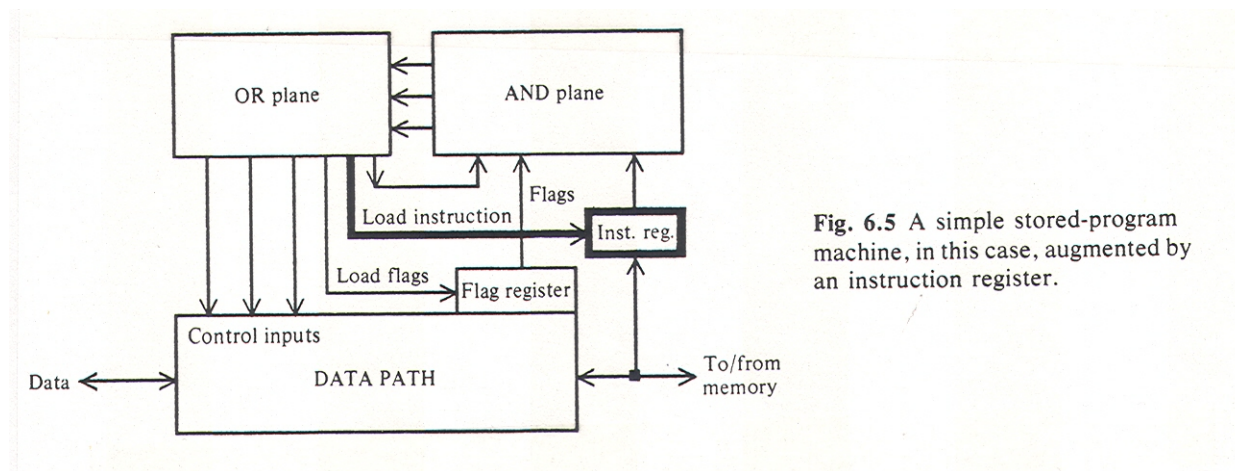 OR plane
AND plane
Flags
Load instruction
Inst. reg.
Load flags
Flag register
Control inputs
DATA PATH
Data
To/from
memory
Fig. 6.5 A simple stored-program
machine, in this case, augmented by
an instruction register.